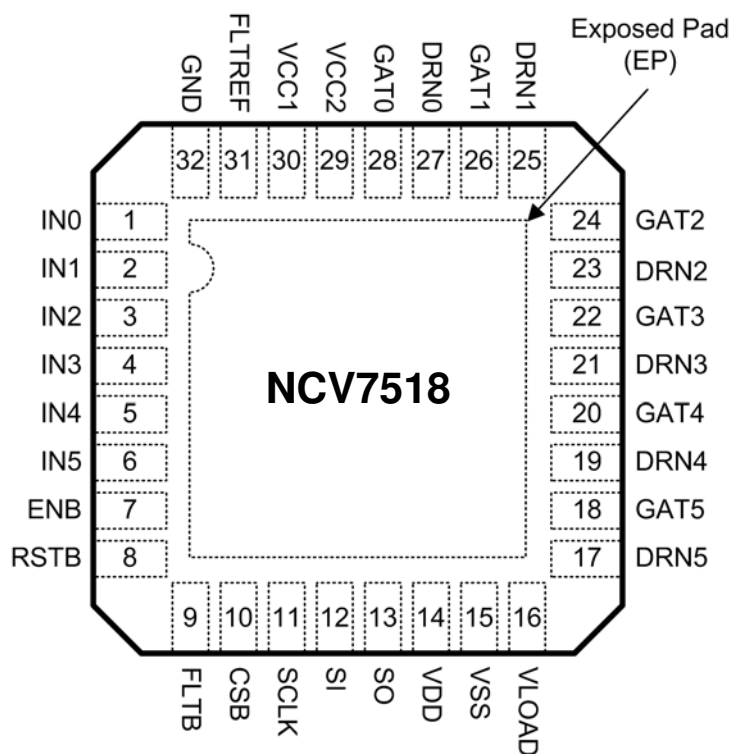 Exposed Pad
(EP)
GND
FLTREF
VCC1
VCC2
GAT0
DRN0
GAT1
DRN1
32 31 30 29 28 27 26 25
IN0 1
IN1 2
IN2 3
IN3 4
IN4 5
IN5 6
ENB 7
RSTB 8
NCV7518
24 GAT2
23 DRN2
22 GAT3
21 DRN3
20 GAT4
19 DRN4
18 GAT5
17 DRN5
9 10 11 12 13 14 15 16
FLTB
CSB
SCLK
SI
SO
VDD
VSS
VLOAD